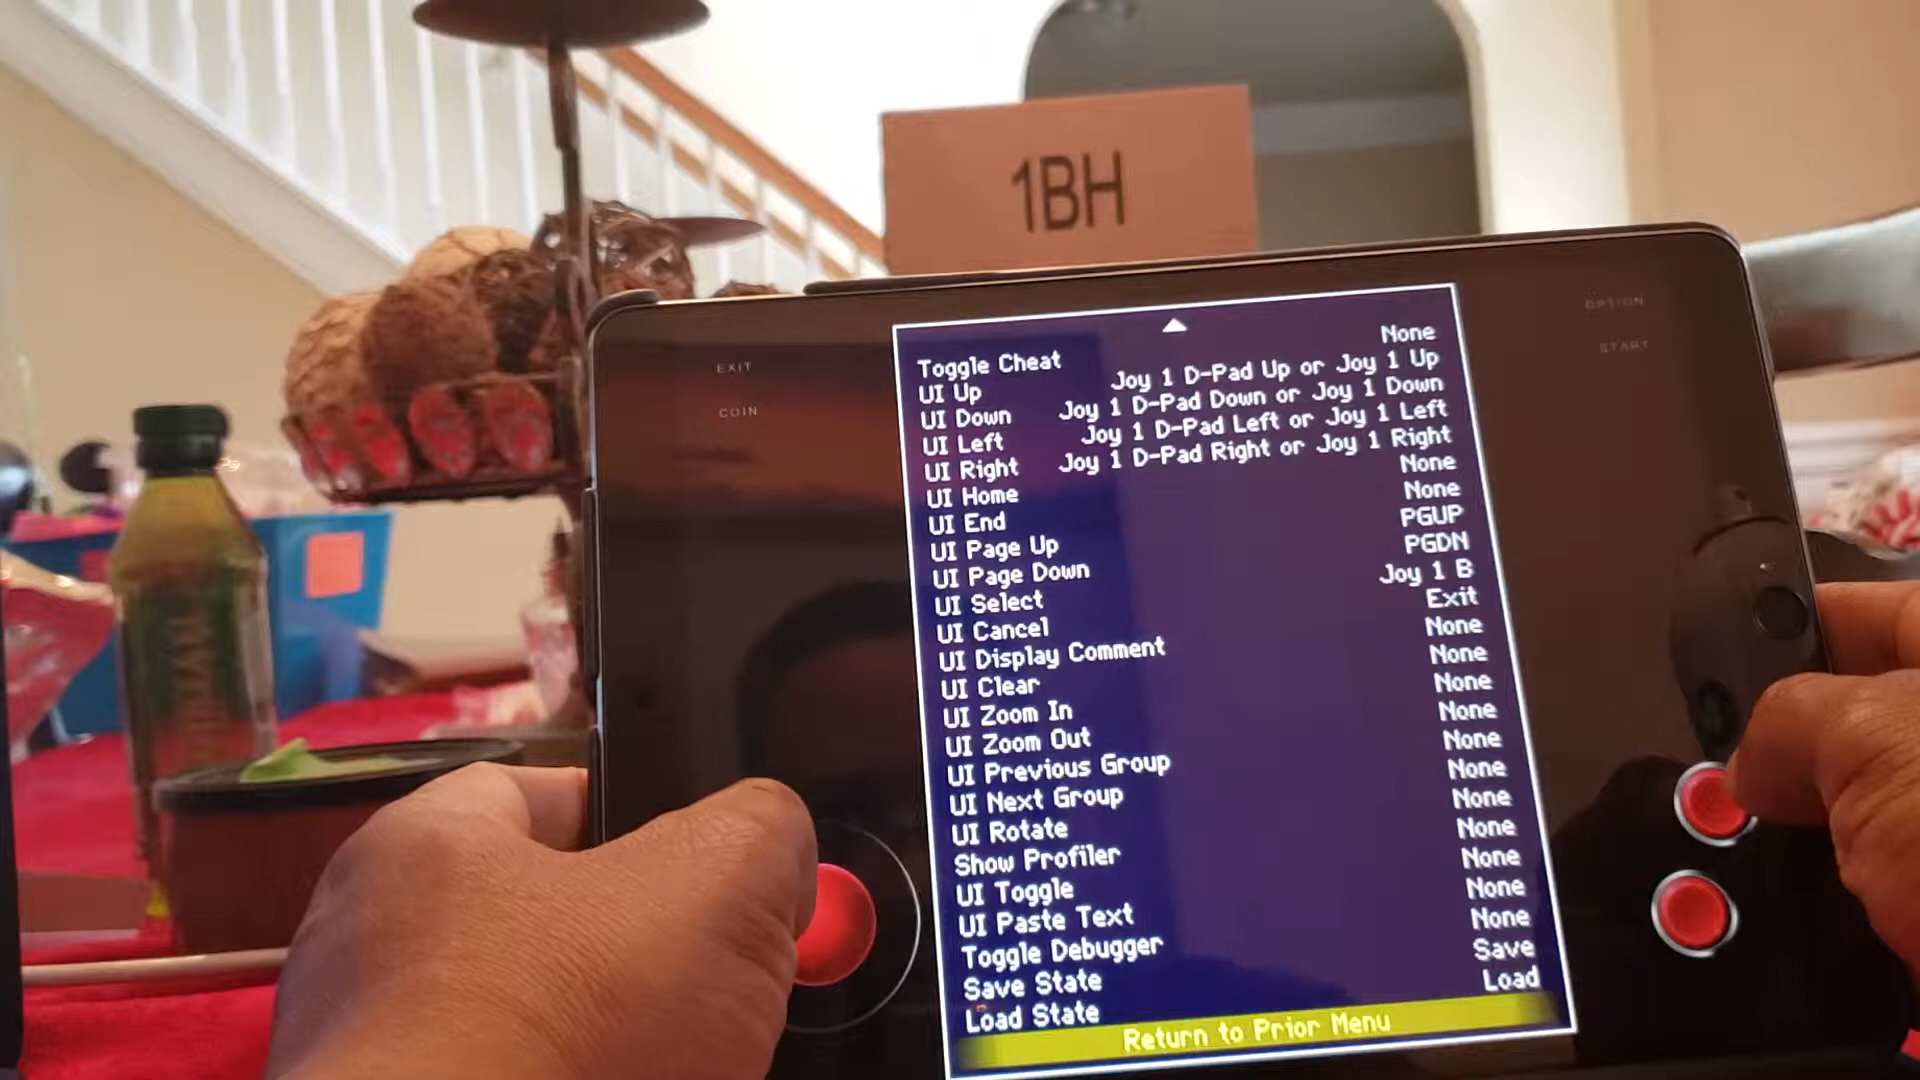 1BH
OPTION
START
EXIT
COIN
Toggle Cheat None
UI Up Joy 1 D-Pad Up or Joy 1 Up
UI Down Joy 1 D-Pad Down or Joy 1 Down
UI Left Joy 1 D-Pad Left or Joy 1 Left
UI Right Joy 1 D-Pad Right or Joy 1 Right
UI Home None
UI End None
UI Page Up PGUP
UI Page Down PGDN
UI Select Joy 1 B
UI Cancel Exit
UI Display Comment None
UI Clear None
UI Zoom In None
UI Zoom Out None
UI Previous Group None
UI Next Group None
UI Rotate None
Show Profiler None
UI Toggle None
UI Paste Text None
Toggle Debugger None
Save State Save
Load State Load
Return to Prior Menu